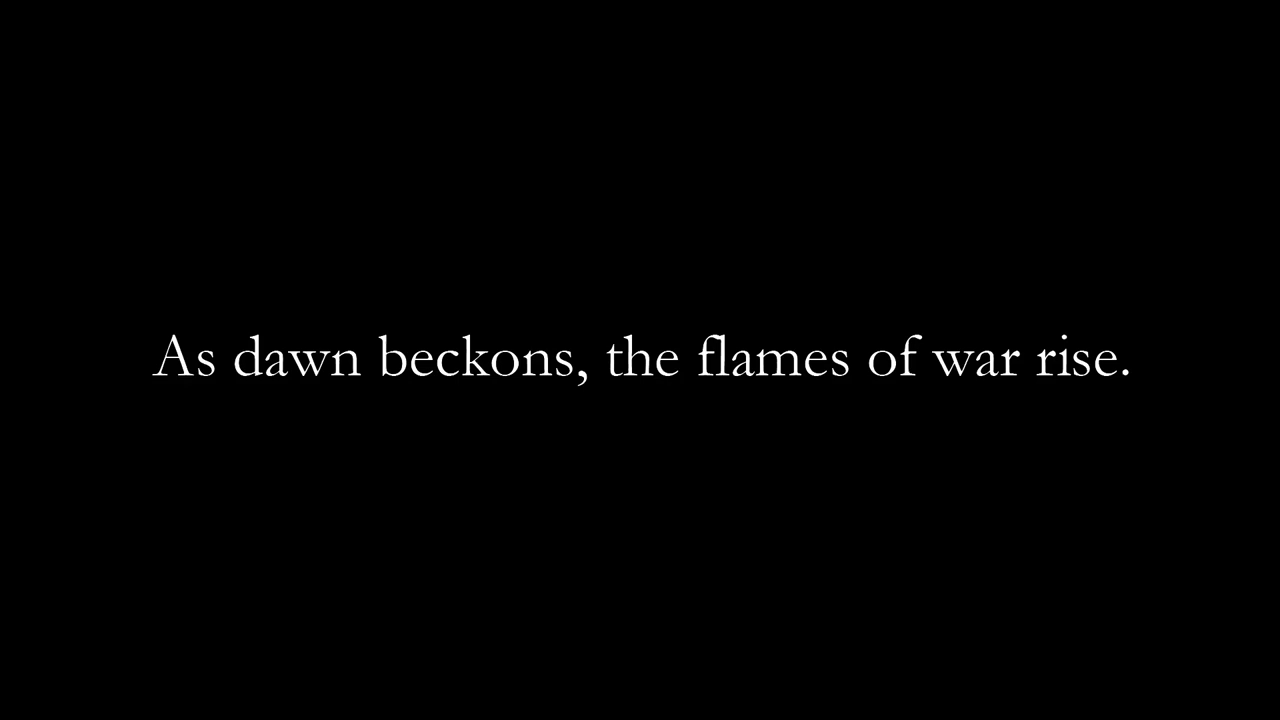 As dawn beckons, the flames of war rise.